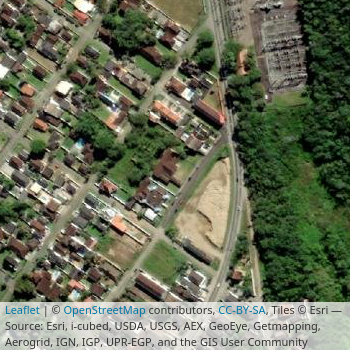 Leaflet | © OpenStreetMap contributors, CC-BY-SA, Tiles © Esri —
Source: Esri, i-cubed, USDA, USGS, AEX, GeoEye, Getmapping,
Aerogrid, IGN, IGP, UPR-EGP, and the GIS User Community